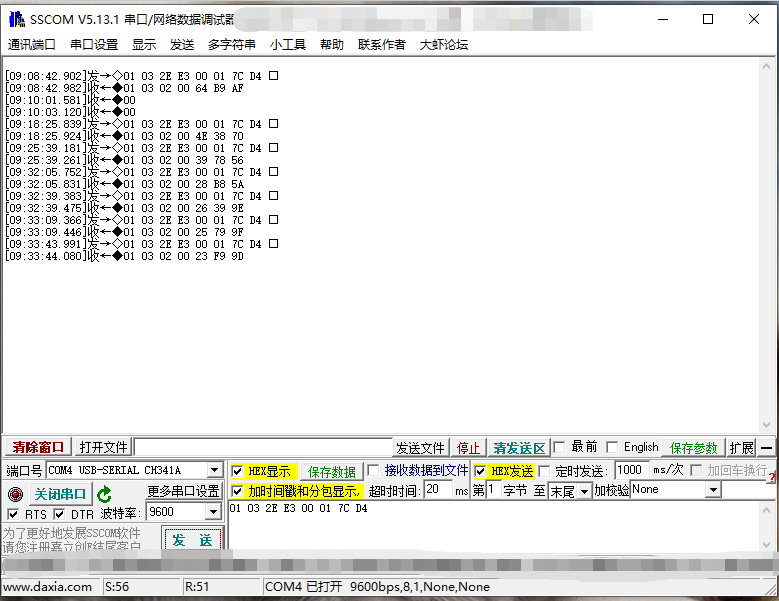 SSCOM V5.13.1 串口/网络数据调试器
通讯端口 串口设置 显示 发送 多字符串 小工具 帮助 联系作者 大虾论坛
[09:08:42.902]发→◇01 03 2E E3 00 01 7C D4 □
[09:08:42.982]收←◆01 03 02 00 64 B9 AF
[09:10:01.581]收←◆00
[09:10:03.120]收←◆00
[09:18:25.839]发→◇01 03 2E E3 00 01 7C D4 □
[09:18:25.924]收←◆01 03 02 00 4E 38 70
[09:25:39.181]发→◇01 03 2E E3 00 01 7C D4 □
[09:25:39.261]收←◆01 03 02 00 39 78 56
[09:32:05.752]发→◇01 03 2E E3 00 01 7C D4 □
[09:32:05.831]收←◆01 03 02 00 28 B8 5A
[09:32:39.383]发→◇01 03 2E E3 00 01 7C D4 □
[09:32:39.475]收←◆01 03 02 00 26 39 9E
[09:33:09.366]发→◇01 03 2E E3 00 01 7C D4 □
[09:33:09.446]收←◆01 03 02 00 25 79 9F
[09:33:43.991]发→◇01 03 2E E3 00 01 7C D4 □
[09:33:44.080]收←◆01 03 02 00 23 F9 9D
清除窗口 打开文件 发送文件 停止 清发送区 最前 English 保存参数 扩展 —
端口号 COM4 USB-SERIAL CH341A HEX显示 保存数据 接收数据到文件 HEX发送 定时发送: 1000 ms/次 加回车换行
关闭串口 更多串口设置 加时间戳和分包显示, 超时时间: 20 ms 第 1 字节 至 末尾 加校验 None
RTS DTR 波特率: 9600 01 03 2E E3 00 01 7C D4
为了更好地发展SSCOM软件
请您注册嘉立创F结尾客户
发 送
www.daxia.com S:56 R:51 COM4 已打开 9600bps,8,1,None,None